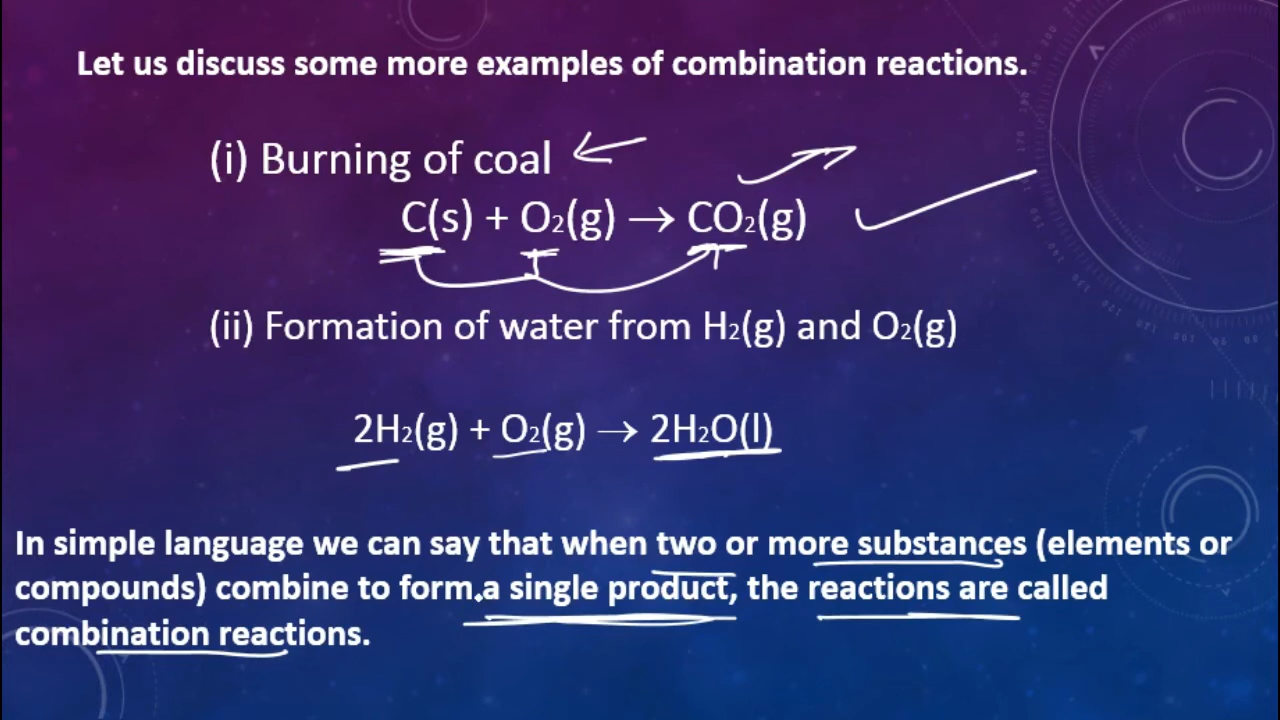 Let us discuss some more examples of combination reactions.
(i) Burning of coal
C(s) + O₂(g) → CO₂(g)
(ii) Formation of water from H₂(g) and O₂(g)
2H₂(g) + O₂(g) → 2H₂O(l)
In simple language we can say that when two or more substances (elements or
compounds) combine to form a single product, the reactions are called
combination reactions.